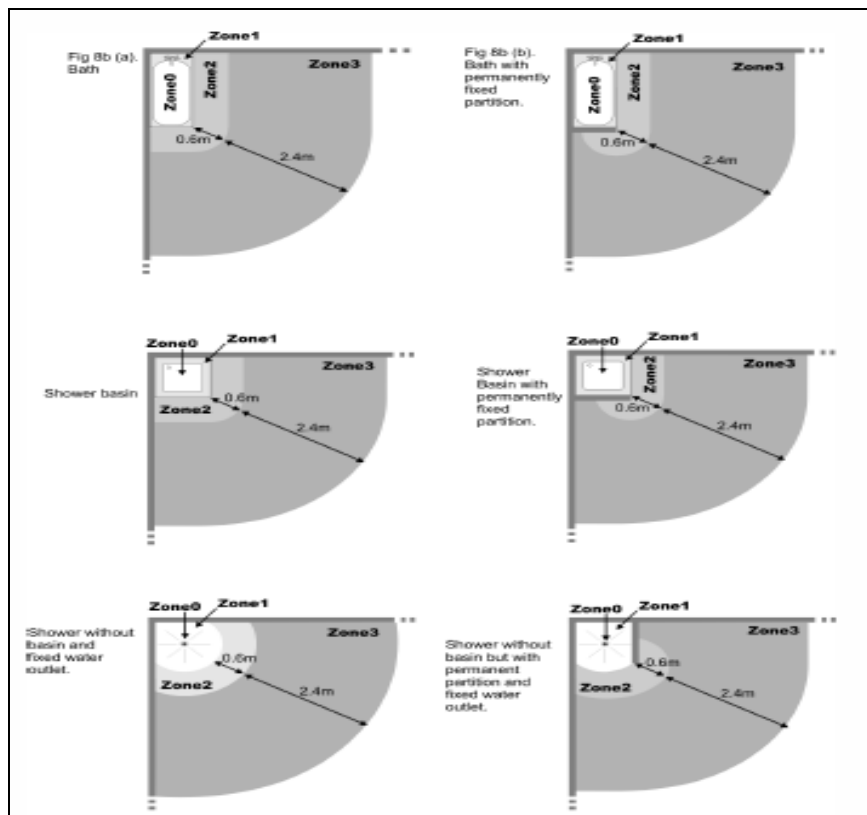 Fig 8b (a).
Bath
Zone1
Zone0
Zone2
Zone3
0.6m
2.4m
Fig 8b (b).
Bath with
permanently
fixed
partition.
Zone1
Zone0
Zone2
Zone3
0.6m
2.4m
Shower basin
Zone0
Zone1
Zone3
Zone2
0.6m
2.4m
Shower
Basin with
permanently
fixed
partition.
Zone0
Zone1
Zone2
Zone3
0.6m
2.4m
Shower without
basin and
fixed water
outlet.
Zone0
Zone1
Zone3
0.6m
Zone2
2.4m
Shower without
basin but with
permanent
partition and
fixed water
outlet.
Zone0
Zone1
Zone3
0.6m
Zone2
2.4m